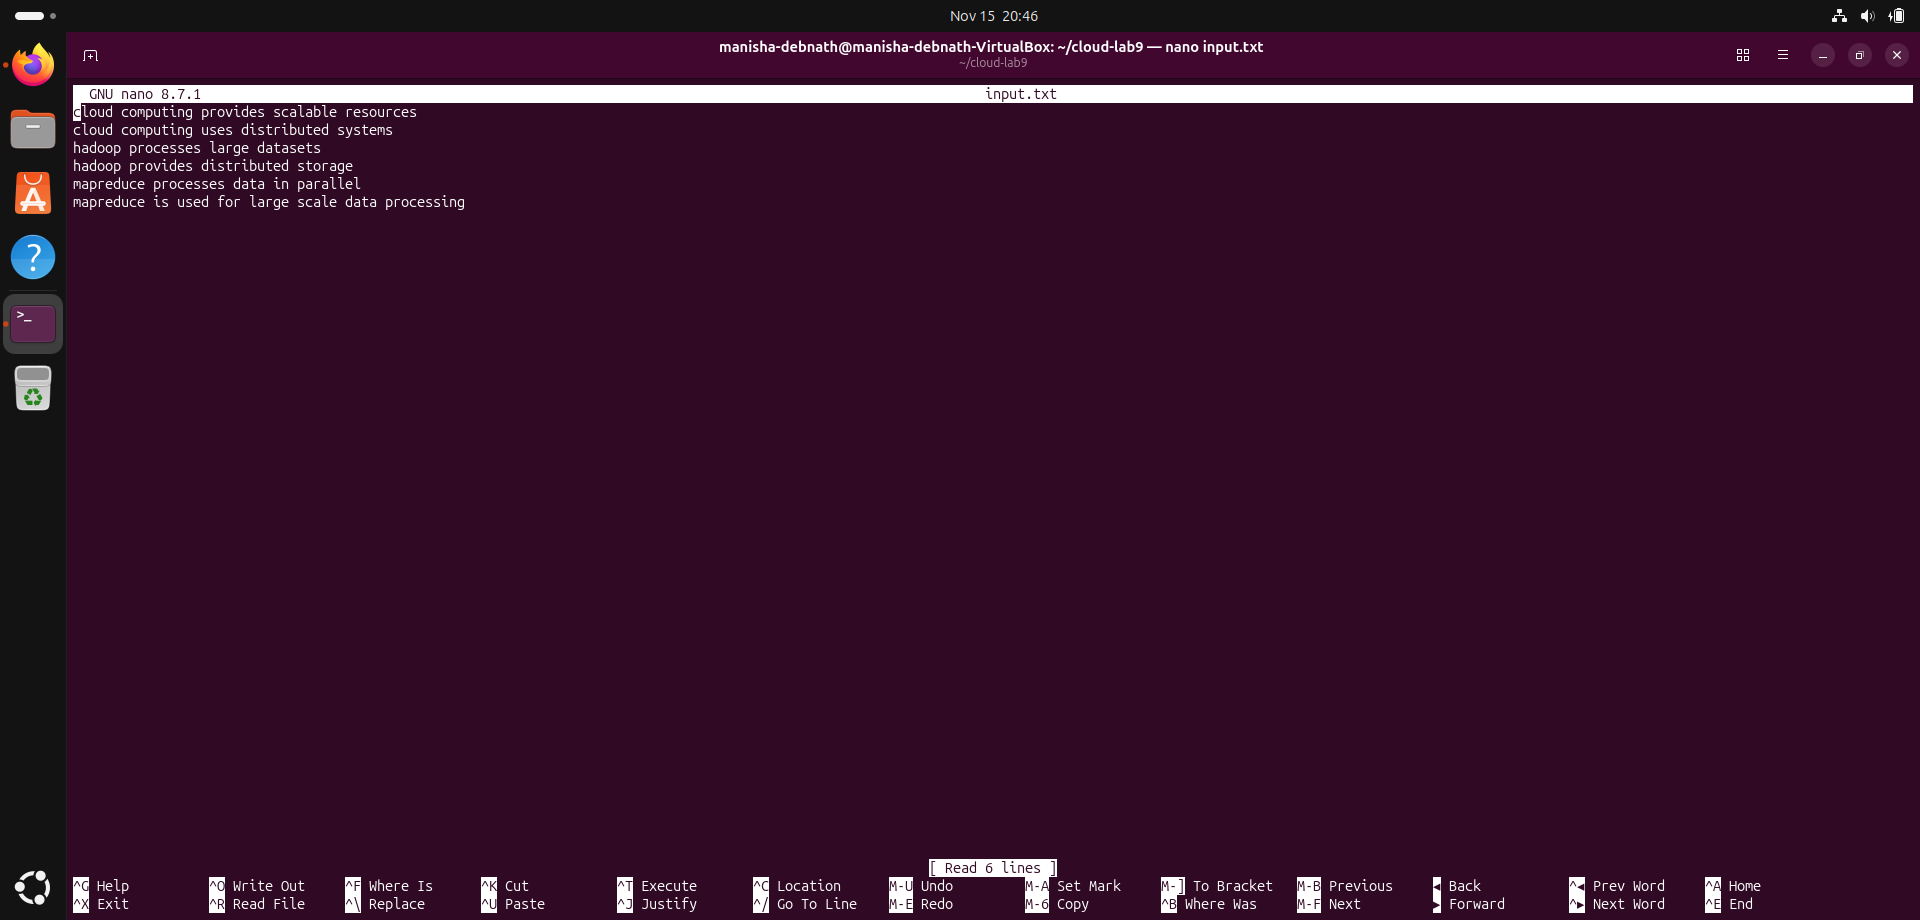 Nov 15 20:46
manisha-debnath@manisha-debnath-VirtualBox: ~/cloud-lab9 — nano input.txt
~/cloud-lab9
GNU nano 8.7.1 input.txt
cloud computing provides scalable resources
cloud computing uses distributed systems
hadoop processes large datasets
hadoop provides distributed storage
mapreduce processes data in parallel
mapreduce is used for large scale data processing
[ Read 6 lines ]
^G Help ^O Write Out ^F Where Is ^K Cut ^T Execute ^C Location M-U Undo M-A Set Mark M-] To Bracket M-B Previous ◂ Back ^◂ Prev Word ^A Home
^X Exit ^R Read File ^\ Replace ^U Paste ^J Justify ^/ Go To Line M-E Redo M-6 Copy ^B Where Was M-F Next ▸ Forward ^▸ Next Word ^E End